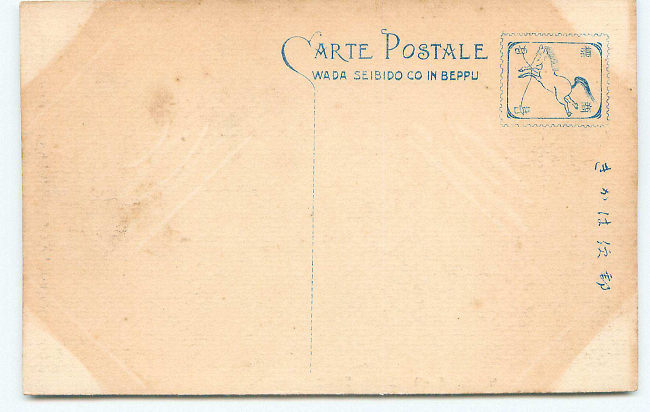 CARTE POSTALE
WADA SEIBIDO CO IN BEPPU
郵便はかき